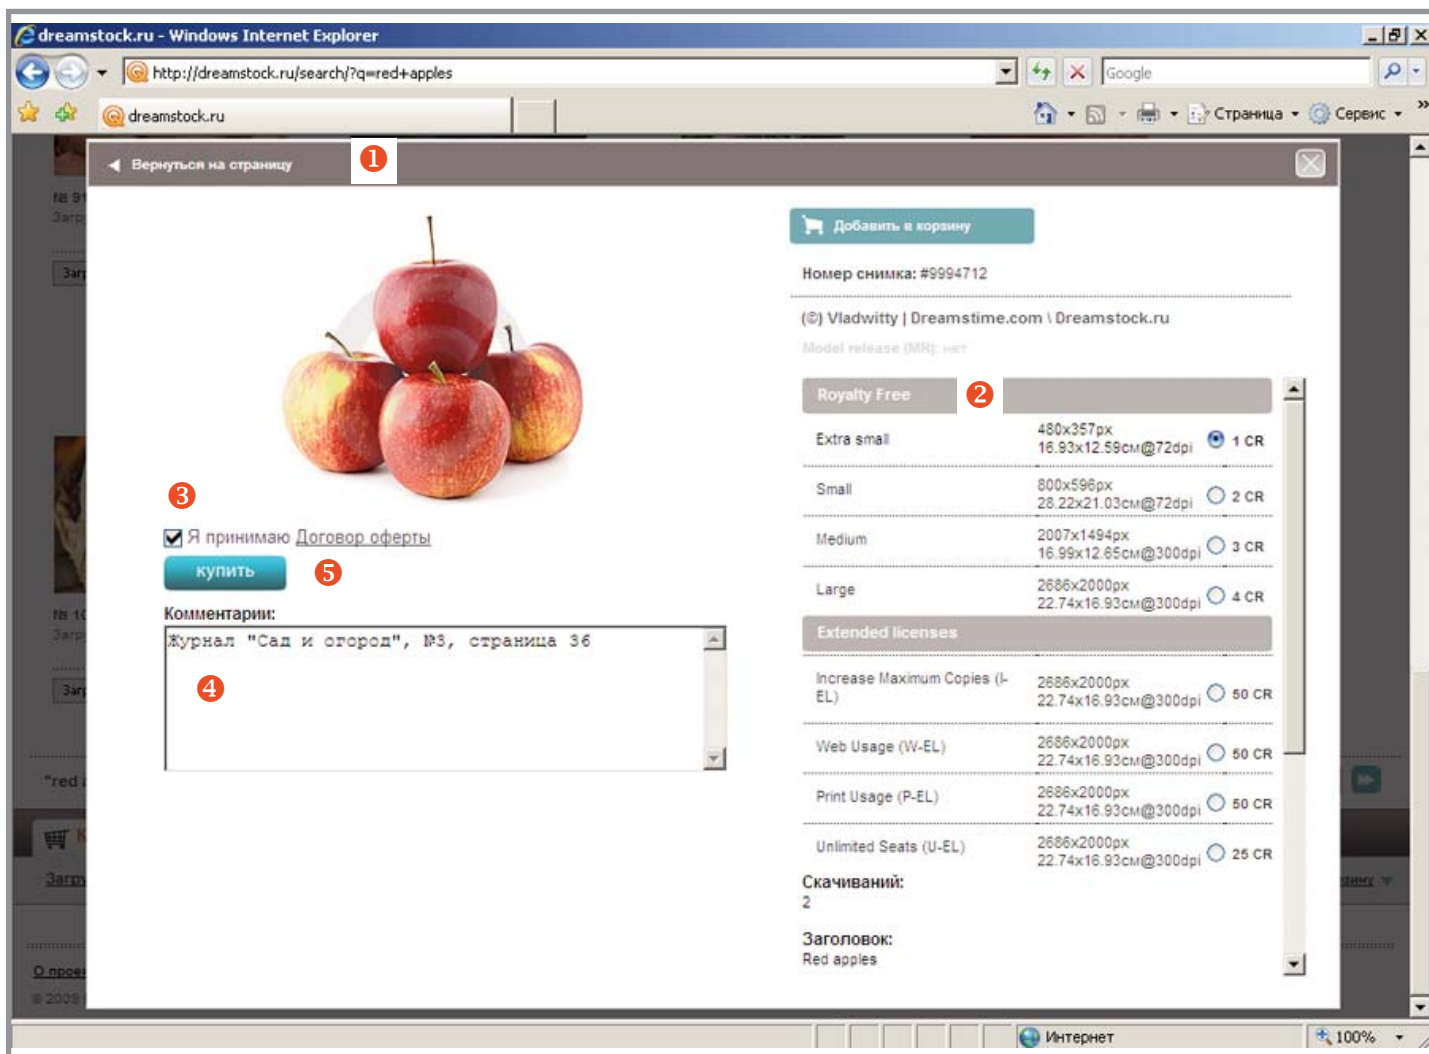 dreamstock.ru - Windows Internet Explorer
http://dreamstock.ru/search/?q=red+apples
Google
dreamstock.ru
Страница
Сервис
»
Вернуться на страницу
1
Добавить в корзину
Номер снимка: #9994712
(©) Vladwitty | Dreamstime.com \ Dreamstock.ru
Model release (MR): нет
Royalty Free
2
Extra small 480x357px 16.93x12.59см@72dpi 1 CR
Small 800x596px 28.22x21.03см@72dpi 2 CR
Medium 2007x1494px 16.99x12.65см@300dpi 3 CR
Large 2686x2000px 22.74x16.93см@300dpi 4 CR
Extended licenses
Increase Maximum Copies (I-EL) 2686x2000px 22.74x16.93см@300dpi 50 CR
Web Usage (W-EL) 2686x2000px 22.74x16.93см@300dpi 50 CR
Print Usage (P-EL) 2686x2000px 22.74x16.93см@300dpi 50 CR
Unlimited Seats (U-EL) 2686x2000px 22.74x16.93см@300dpi 25 CR
Скачиваний:
2
Заголовок:
Red apples
3
Я принимаю Договор оферты
купить
5
Комментарии:
Журнал "Сад и огород", №3, страница 36
4
"red
© 2009
Интернет
100%